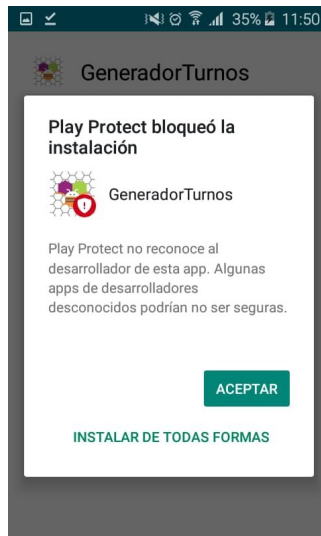 35% 11:50
GeneradorTurnos
Play Protect bloqueó la
instalación
GeneradorTurnos
Play Protect no reconoce al
desarrollador de esta app. Algunas
apps de desarrolladores
desconocidos podrían no ser seguras.
ACEPTAR
INSTALAR DE TODAS FORMAS